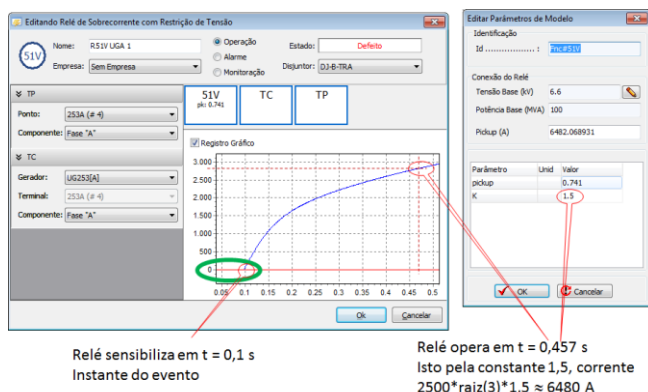 Editando Relé de Sobrecorrente com Restrição de Tensão
51V
Nome: R51V UGA 1
Empresa: Sem Empresa
Operação
Alarme
Monitoração
Estado: Defeito
Disjuntor: DJ-B-TRA
TP
Ponto: 253A (# 4)
Componente: Fase "A"
TC
Gerador: UG253[A]
Terminal: 253A (# 4)
Componente: Fase "A"
51V
pk: 0.741
TC
TP
Registro Gráfico
3.000
2.500
2.000
1.500
1.000
500
0
0.05 0.1 0.15 0.2 0.25 0.3 0.35 0.4 0.45 0.5
Ok
Cancelar
Editar Parâmetros de Modelo
Identificação
Id ................. : Fnc#51V
Conexão do Relé
Tensão Base (kV) 6.6
Potência Base (MVA) 100
Pickup (A) 6482.068931
Parâmetro Unid Valor
pickup 0.741
K 1.5
OK
Cancelar
Relé sensibiliza em t = 0,1 s
Instante do evento
Relé opera em t = 0,457 s
Isto pela constante 1,5, corrente
2500*raiz(3)*1.5 ≈ 6480 A